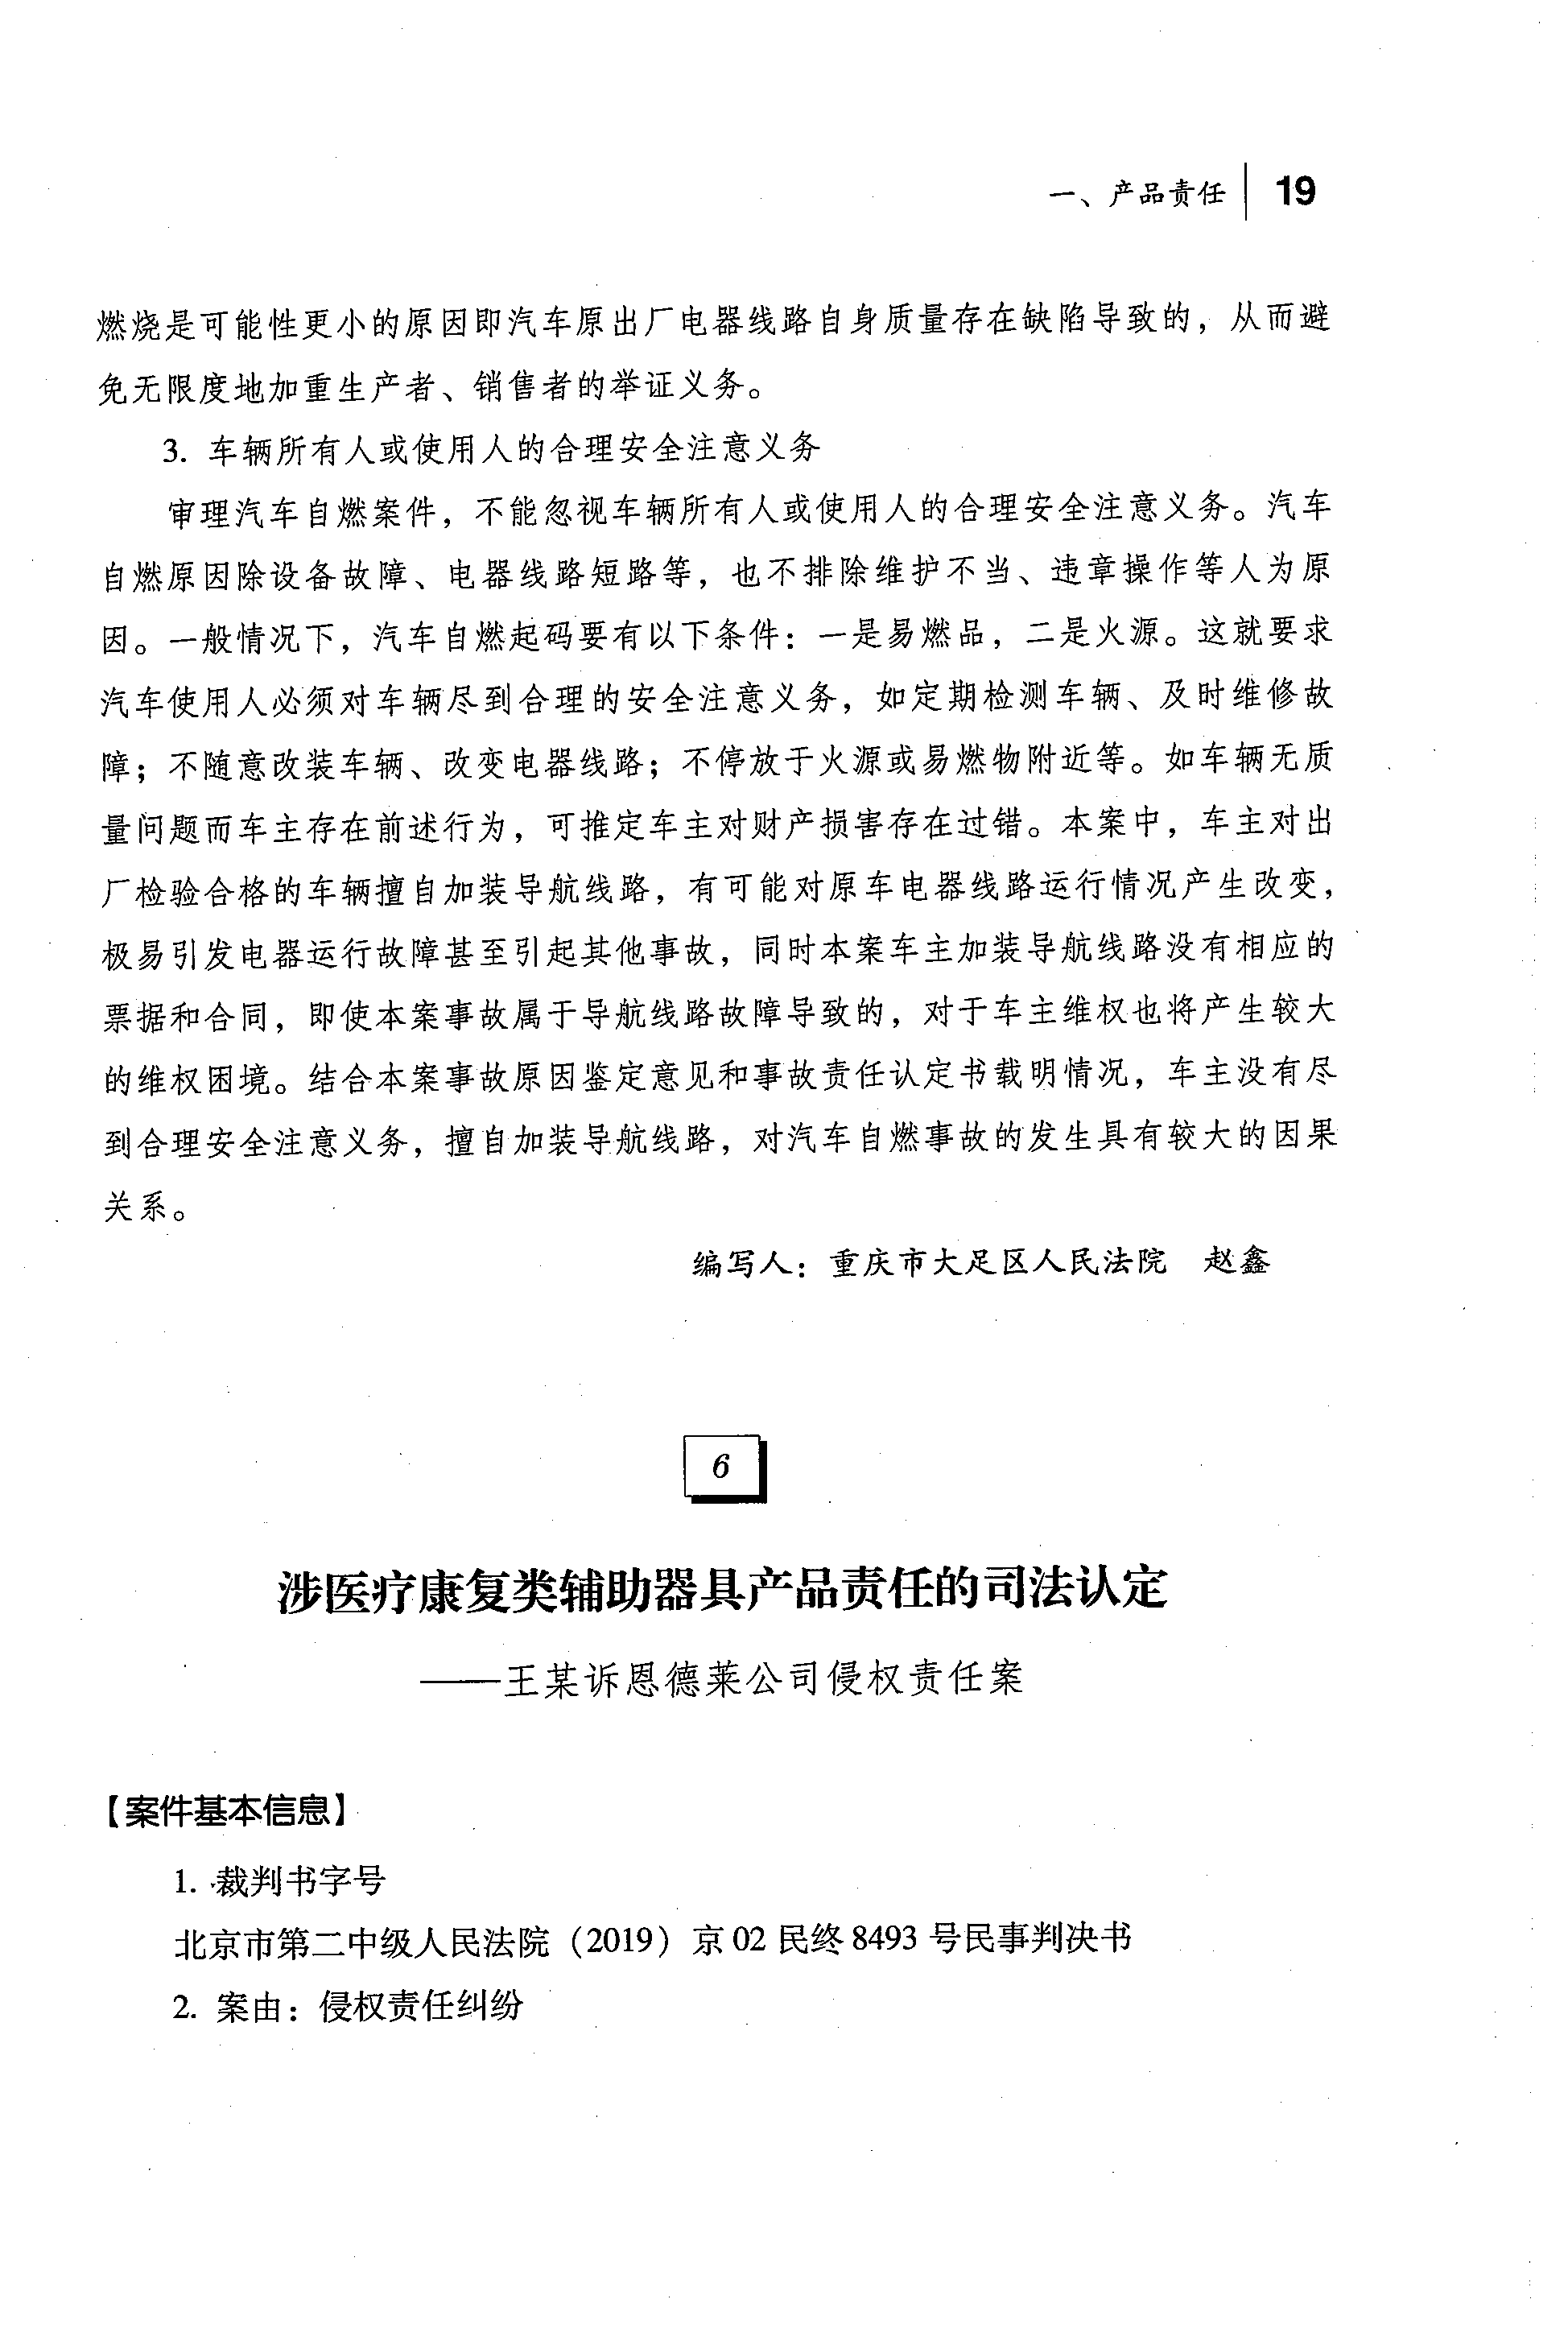 一、产品责任 19
燃烧是可能性更小的原因即汽车原出厂电器线路自身质量存在缺陷导致的，从而避
免无限度地加重生产者、销售者的举证义务。
3. 车辆所有人或使用人的合理安全注意义务
审理汽车自燃案件，不能忽视车辆所有人或使用人的合理安全注意义务。汽车
自燃原因除设备故障、电器线路短路等，也不排除维护不当、违章操作等人为原
因。一般情况下，汽车自燃起码要有以下条件：一是易燃品，二是火源。这就要求
汽车使用人必须对车辆尽到合理的安全注意义务，如定期检测车辆、及时维修故
障；不随意改装车辆、改变电器线路；不停放于火源或易燃物附近等。如车辆无质
量问题而车主存在前述行为，可推定车主对财产损害存在过错。本案中，车主对出
厂检验合格的车辆擅自加装导航线路，有可能对原车电器线路运行情况产生改变，
极易引发电器运行故障甚至引起其他事故，同时本案车主加装导航线路没有相应的
票据和合同，即使本案事故属于导航线路故障导致的，对于车主维权也将产生较大
的维权困境。结合本案事故原因鉴定意见和事故责任认定书载明情况，车主没有尽
到合理安全注意义务，擅自加装导航线路，对汽车自燃事故的发生具有较大的因果
关系。
编写人：重庆市大足区人民法院 赵鑫
6
涉医疗康复类辅助器具产品责任的司法认定
——王某诉恩德莱公司侵权责任案
【案件基本信息】
1. 裁判书字号
北京市第二中级人民法院（2019）京 02 民终 8493 号民事判决书
2. 案由：侵权责任纠纷